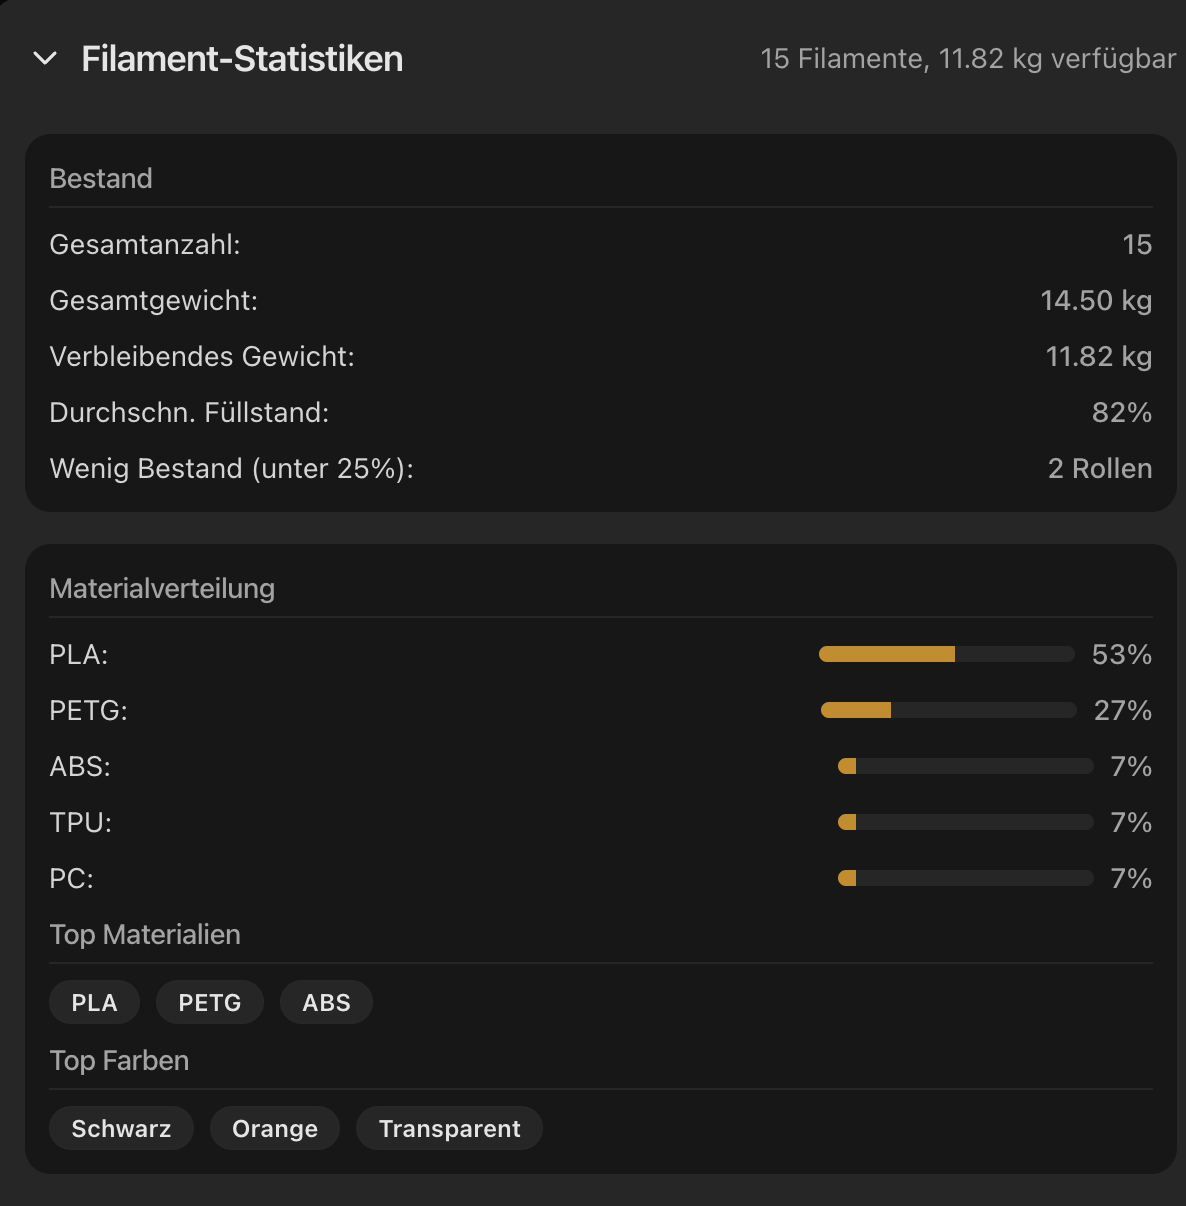 Filament-Statistiken
15 Filamente, 11.82 kg verfügbar
Bestand
Gesamtanzahl: 15
Gesamtgewicht: 14.50 kg
Verbleibendes Gewicht: 11.82 kg
Durchschn. Füllstand: 82%
Wenig Bestand (unter 25%): 2 Rollen
Materialverteilung
PLA: 53%
PETG: 27%
ABS: 7%
TPU: 7%
PC: 7%
Top Materialien
PLA PETG ABS
Top Farben
Schwarz Orange Transparent